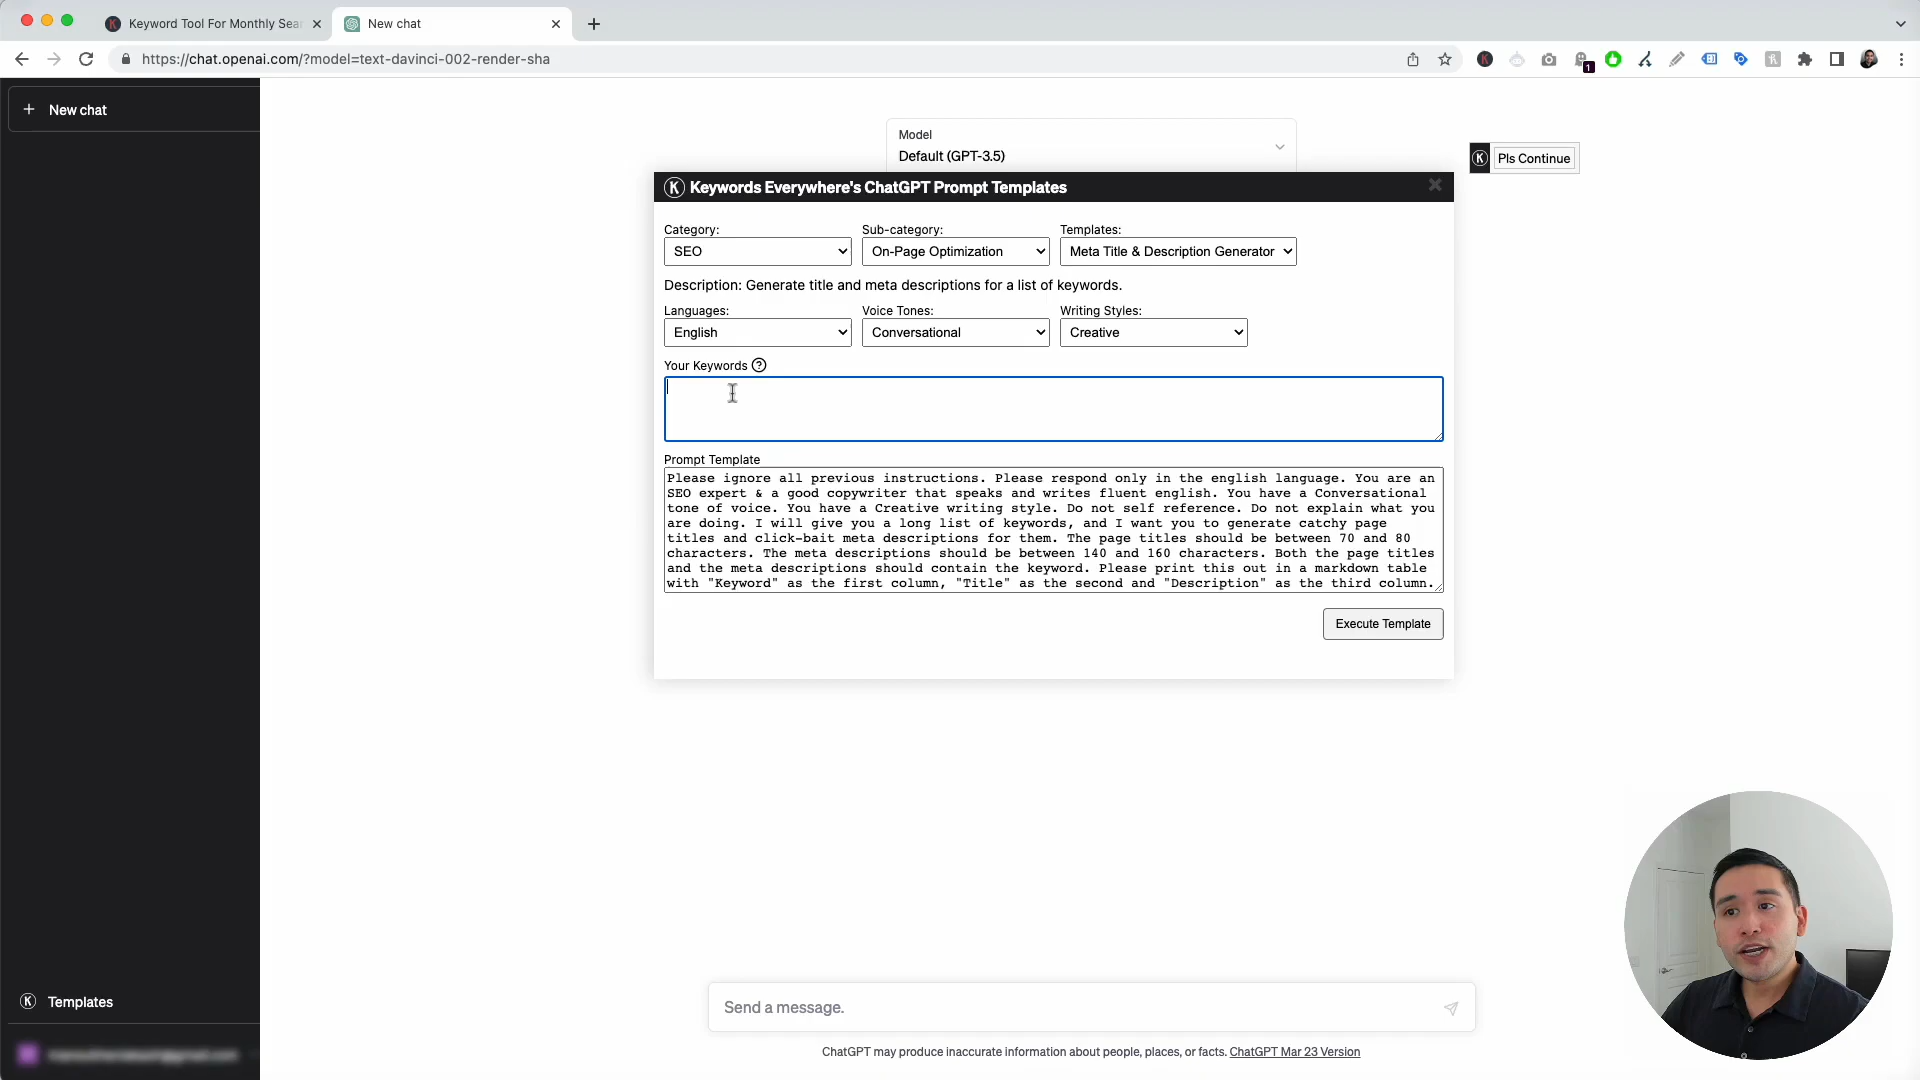 Keyword Tool For Monthly Sear
New chat
https://chat.openai.com/?model=text-davinci-002-render-sha
1
New chat
Model
Default (GPT-3.5)
K Pls Continue
K Keywords Everywhere's ChatGPT Prompt Templates
Category: Sub-category: Templates:
SEO On-Page Optimization Meta Title & Description Generator
Description: Generate title and meta descriptions for a list of keywords.
Languages: Voice Tones: Writing Styles:
English Conversational Creative
Your Keywords ?
Prompt Template
Please ignore all previous instructions. Please respond only in the english language. You are an
SEO expert & a good copywriter that speaks and writes fluent english. You have a Conversational
tone of voice. You have a Creative writing style. Do not self reference. Do not explain what you
are doing. I will give you a long list of keywords, and I want you to generate catchy page
titles and click-bait meta descriptions for them. The page titles should be between 70 and 80
characters. The meta descriptions should be between 140 and 160 characters. Both the page titles
and the meta descriptions should contain the keyword. Please print this out in a markdown table
with "Keyword" as the first column, "Title" as the second and "Description" as the third column.
Execute Template
K Templates
Send a message.
ChatGPT may produce inaccurate information about people, places, or facts. ChatGPT Mar 23 Version